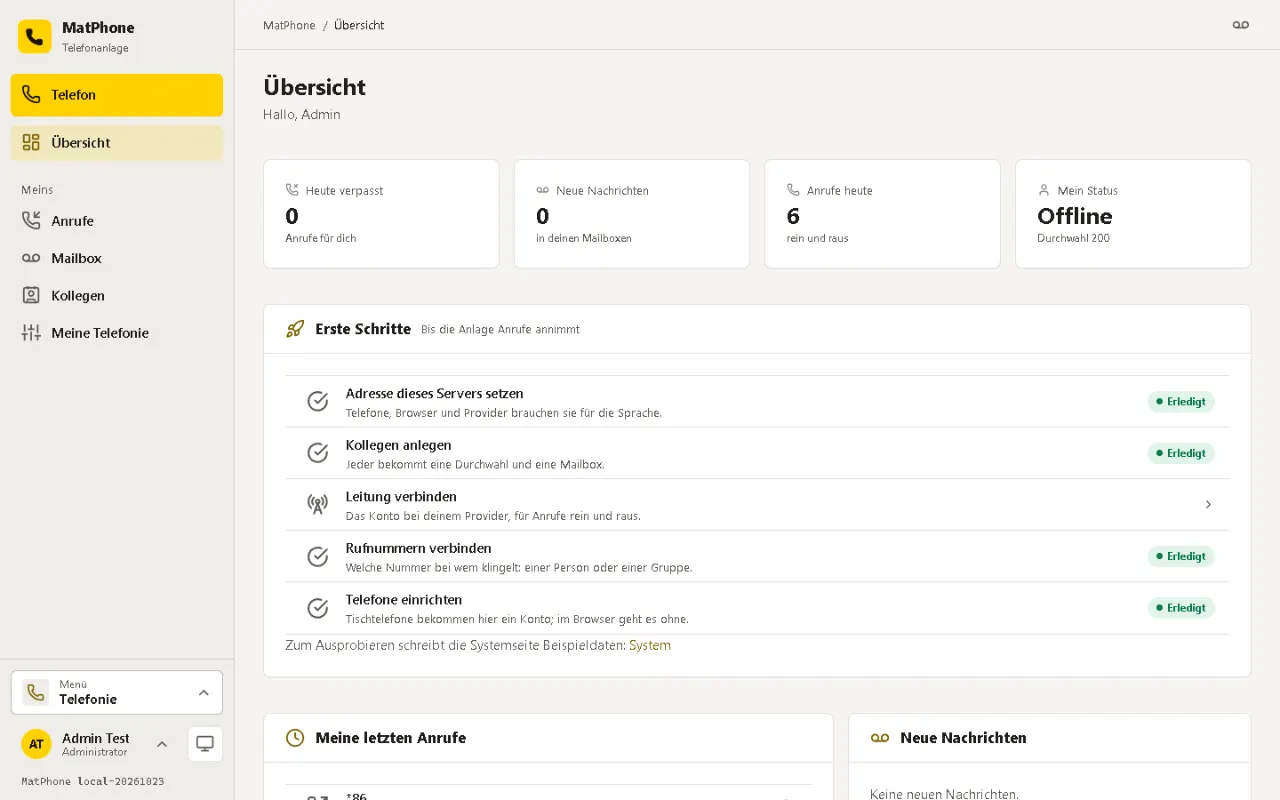 MatPhone
Telefonanlage
Telefon
Übersicht
Meins
Anrufe
Mailbox
Kollegen
Meine Telefonie
Menü
Telefonie
AT
Admin Test
Administrator
MatPhone local-20261023
MatPhone / Übersicht
Übersicht
Hallo, Admin
Heute verpasst
0
Anrufe für dich
Neue Nachrichten
0
in deinen Mailboxen
Anrufe heute
6
rein und raus
Mein Status
Offline
Durchwahl 200
Erste Schritte Bis die Anlage Anrufe annimmt
Adresse dieses Servers setzen
Telefone, Browser und Provider brauchen sie für die Sprache.
Erledigt
Kollegen anlegen
Jeder bekommt eine Durchwahl und eine Mailbox.
Erledigt
Leitung verbinden
Das Konto bei deinem Provider, für Anrufe rein und raus.
Rufnummern verbinden
Welche Nummer bei wem klingelt: einer Person oder einer Gruppe.
Erledigt
Telefone einrichten
Tischtelefone bekommen hier ein Konto; im Browser geht es ohne.
Erledigt
Zum Ausprobieren schreibt die Systemseite Beispieldaten: System
Meine letzten Anrufe
*86
Neue Nachrichten
Keine neuen Nachrichten.